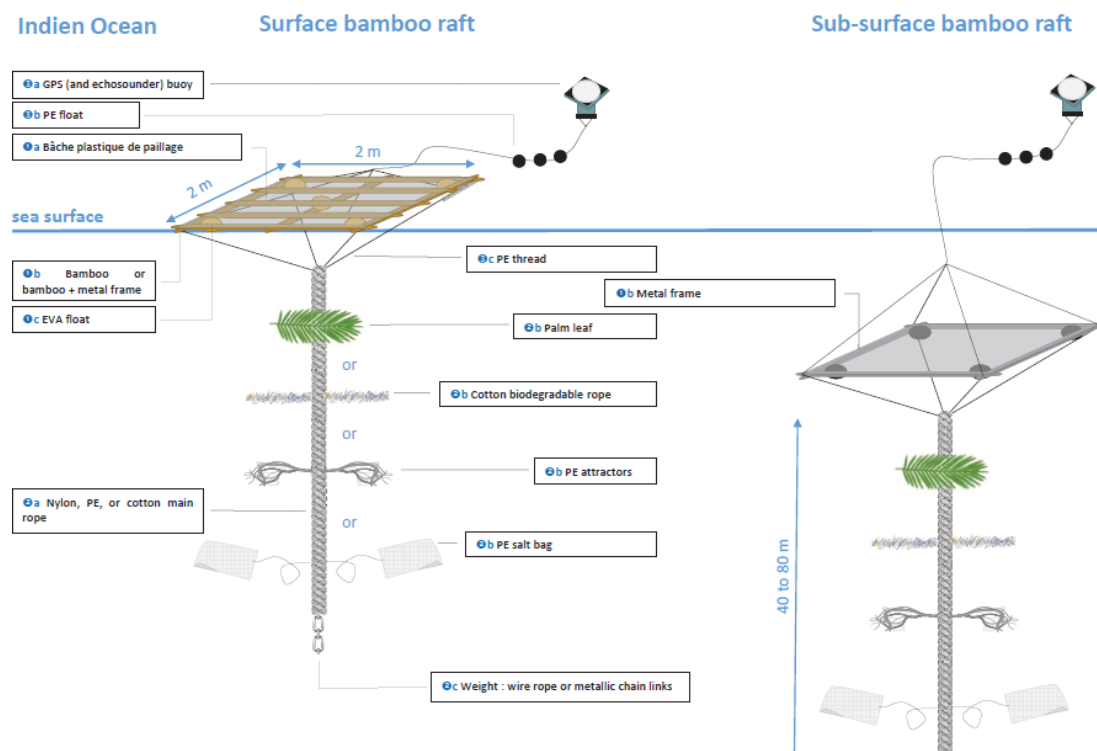 Indien Ocean
Surface bamboo raft
Sub-surface bamboo raft
❸a GPS (and echosounder) buoy
❸b PE float
❶a Bâche plastique de paillage
2 m
2 m
sea surface
❶b Bamboo or
bamboo + metal frame
❶c EVA float
❸c PE thread
❶b Metal frame
❷b Palm leaf
or
❷b Cotton biodegradable rope
or
❷b PE attractors
❷a Nylon, PE, or cotton main
rope
or
❷b PE salt bag
40 to 80 m
❷c Weight : wire rope or metallic chain links